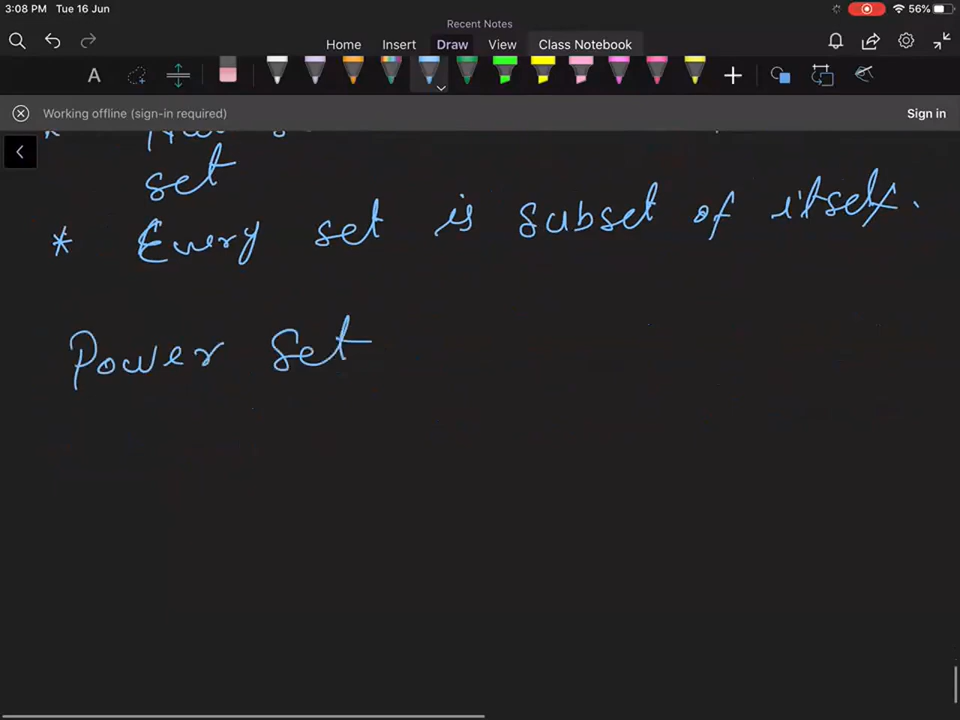 3:08 PM Tue 16 Jun 56%
Recent Notes
Home Insert Draw View Class Notebook
A
Working offline (sign-in required) Sign in
*
set
* Every set is subset of itself.
Power set